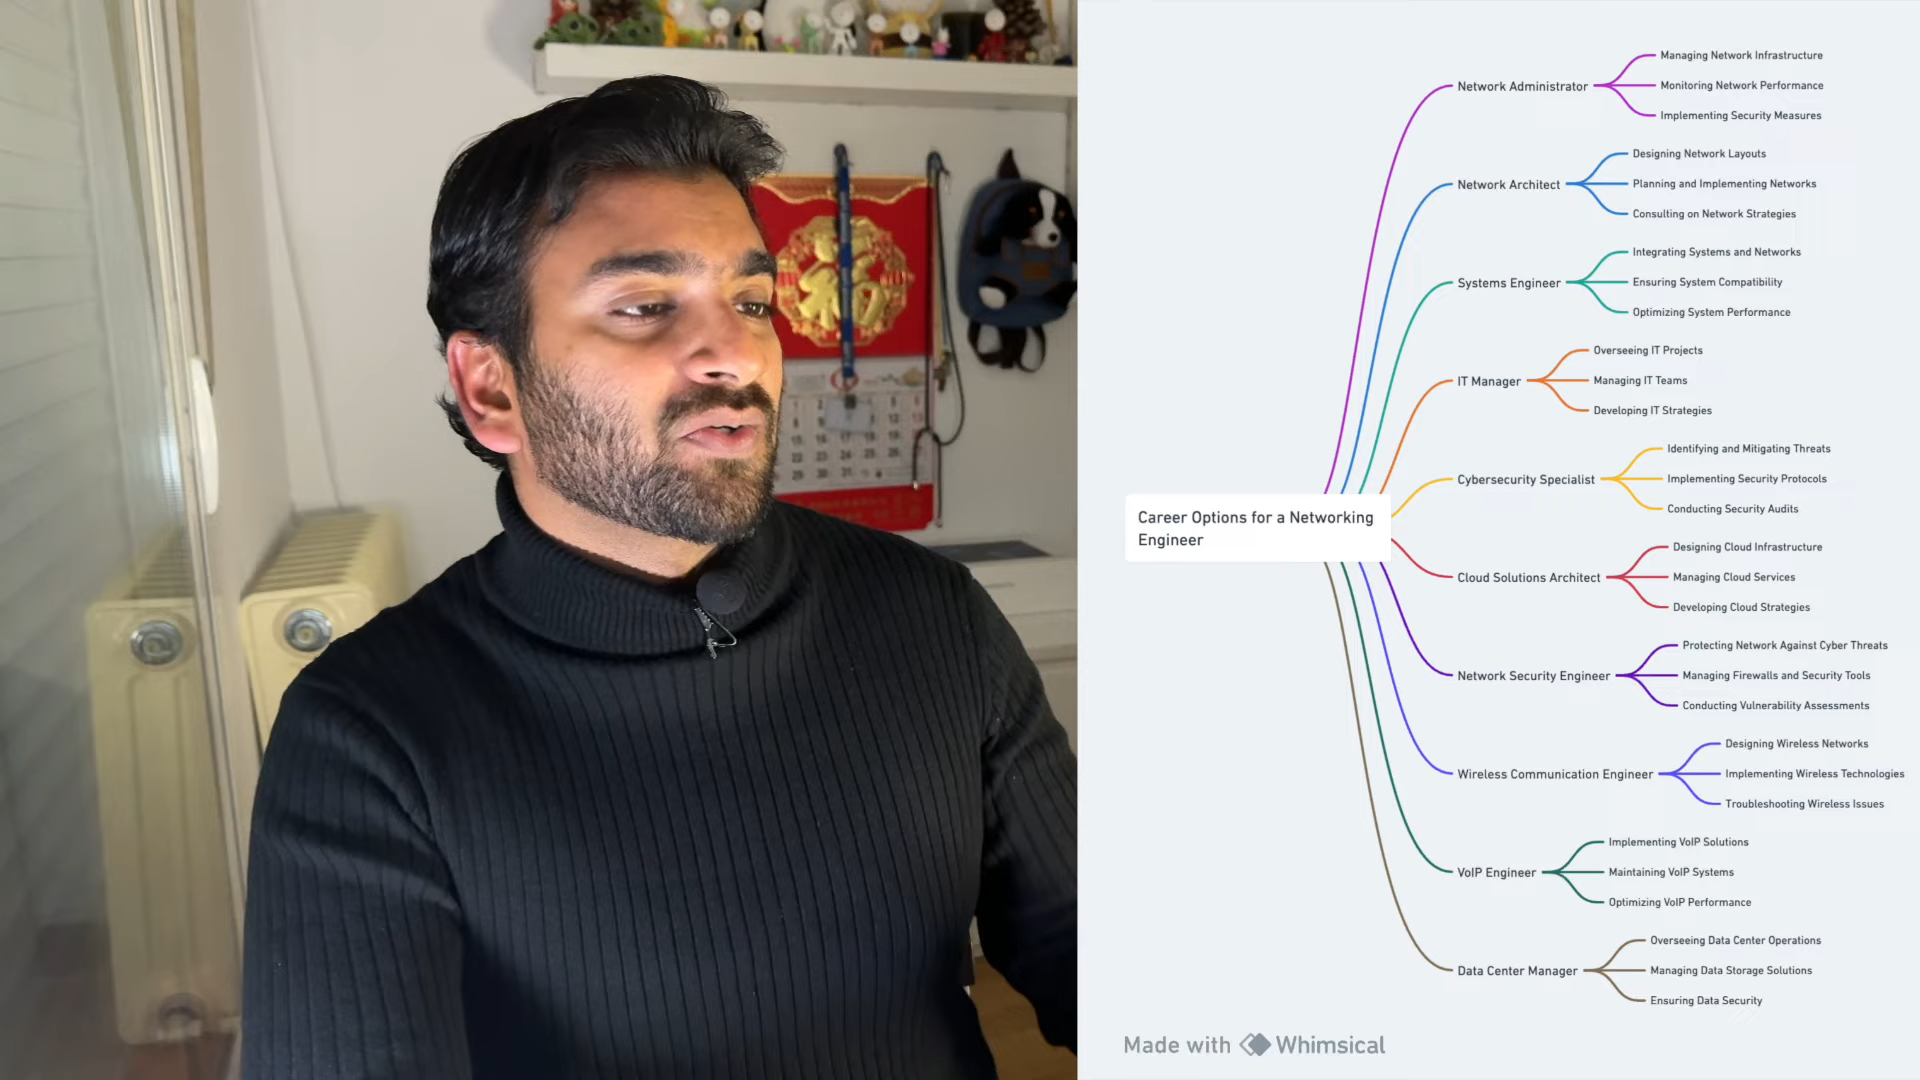 福
Network Administrator
Managing Network Infrastructure
Monitoring Network Performance
Implementing Security Measures
Network Architect
Designing Network Layouts
Planning and Implementing Networks
Consulting on Network Strategies
Systems Engineer
Integrating Systems and Networks
Ensuring System Compatibility
Optimizing System Performance
IT Manager
Overseeing IT Projects
Managing IT Teams
Developing IT Strategies
Career Options for a Networking
Engineer
Cybersecurity Specialist
Identifying and Mitigating Threats
Implementing Security Protocols
Conducting Security Audits
Cloud Solutions Architect
Designing Cloud Infrastructure
Managing Cloud Services
Developing Cloud Strategies
Network Security Engineer
Protecting Network Against Cyber Threats
Managing Firewalls and Security Tools
Conducting Vulnerability Assessments
Wireless Communication Engineer
Designing Wireless Networks
Implementing Wireless Technologies
Troubleshooting Wireless Issues
VoIP Engineer
Implementing VoIP Solutions
Maintaining VoIP Systems
Optimizing VoIP Performance
Data Center Manager
Overseeing Data Center Operations
Managing Data Storage Solutions
Ensuring Data Security
Made with Whimsical